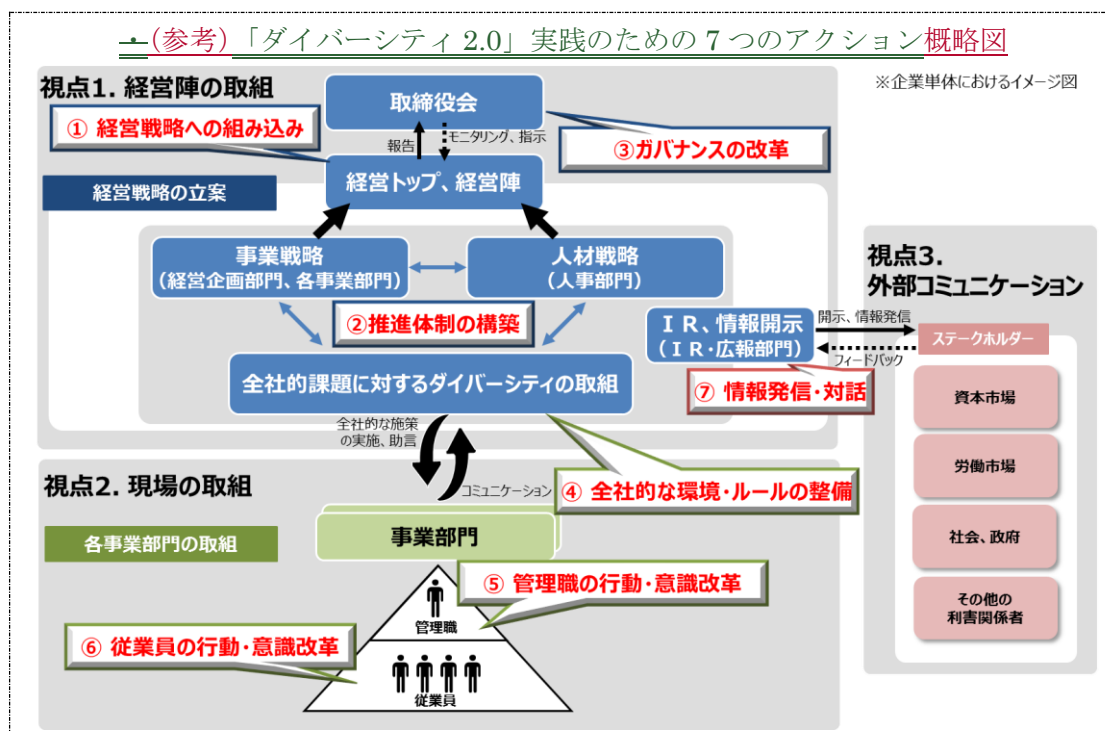 ・(参考)「ダイバーシティ 2.0」実践のための 7 つのアクション概略図
※企業単体におけるイメージ図
視点1. 経営陣の取組
取締役会
① 経営戦略への組み込み
報告
モニタリング、指示
③ガバナンスの改革
経営トップ、経営陣
経営戦略の立案
事業戦略
(経営企画部門、各事業部門)
人材戦略
(人事部門)
②推進体制の構築
全社的課題に対するダイバーシティの取組
ＩＲ、情報開示
(ＩＲ・広報部門)
開示、情報発信
フィードバック
⑦ 情報発信・対話
視点3.
外部コミュニケーション
ステークホルダー
資本市場
労働市場
社会、政府
その他の
利害関係者
全社的な施策
の実施、助言
コミュニケーション
④ 全社的な環境・ルールの整備
視点2. 現場の取組
各事業部門の取組
事業部門
⑤ 管理職の行動・意識改革
管理職
⑥ 従業員の行動・意識改革
従業員